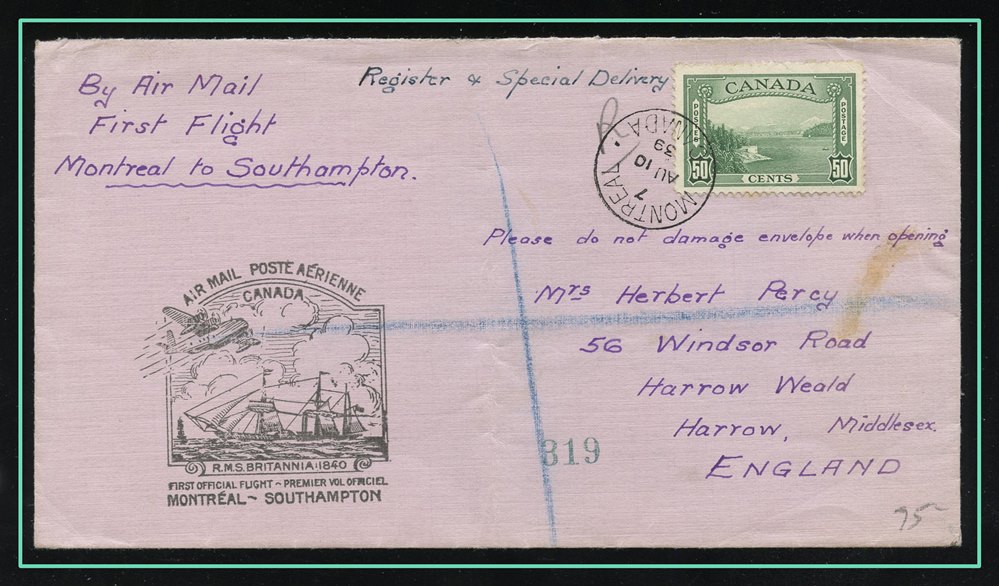 By Air Mail
First Flight
Montreal to Southampton.
Register & Special Delivery
R
CANADA
POSTES
POSTAGE
50 CENTS 50
MONTREAL
7
AU 10
39
CANADA
Please do not damage envelope when opening
Mrs Herbert Percy
56 Windsor Road
Harrow Weald
Harrow, Middlesex.
ENGLAND
AIR MAIL POSTE AÉRIENNE
CANADA
R.M.S. BRITANNIA·1840
FIRST OFFICIAL FLIGHT ~ PREMIER VOL OFFICIEL
MONTRÉAL ~ SOUTHAMPTON
819
75